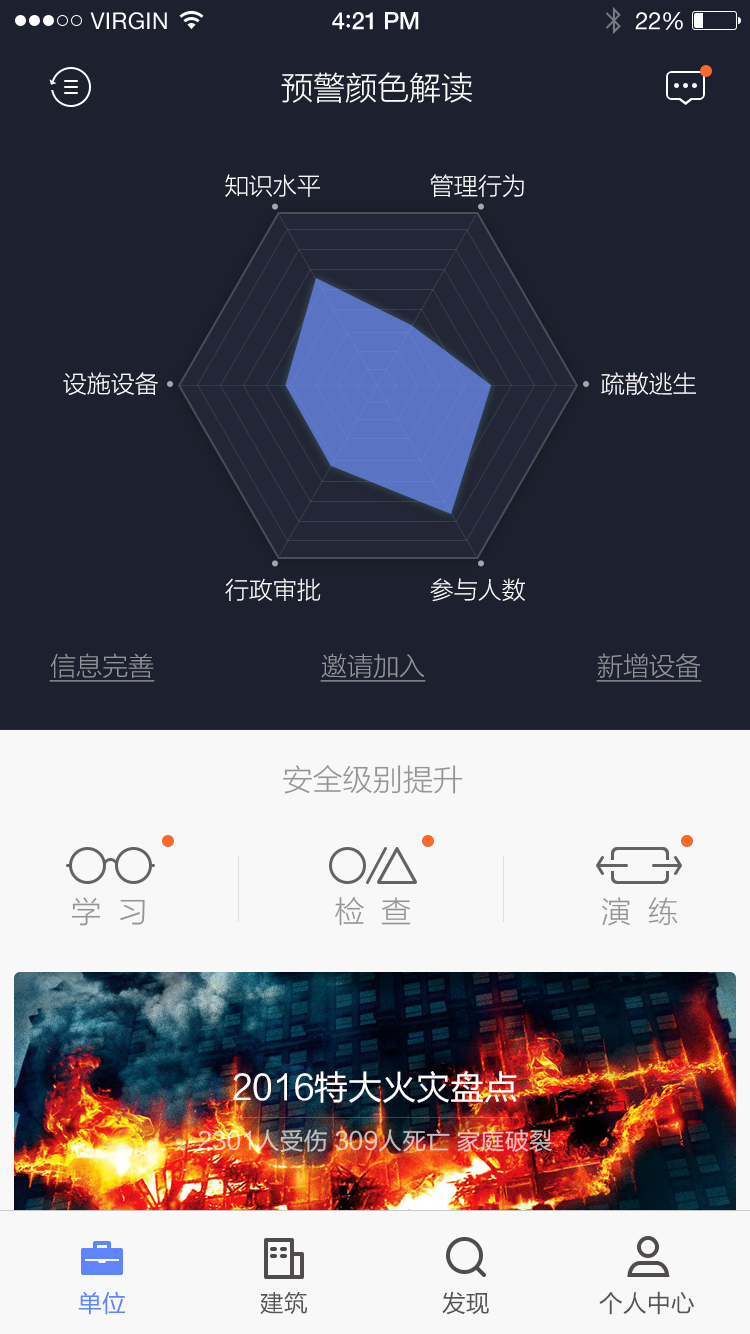 VIRGIN 4:21 PM 22%
预警颜色解读
知识水平 管理行为
设施设备 疏散逃生
行政审批 参与人数
信息完善 邀请加入 新增设备
安全级别提升
学 习 检 查 演 练
2016特大火灾盘点
2301人受伤 309人死亡 家庭破裂
单位 建筑 发现 个人中心